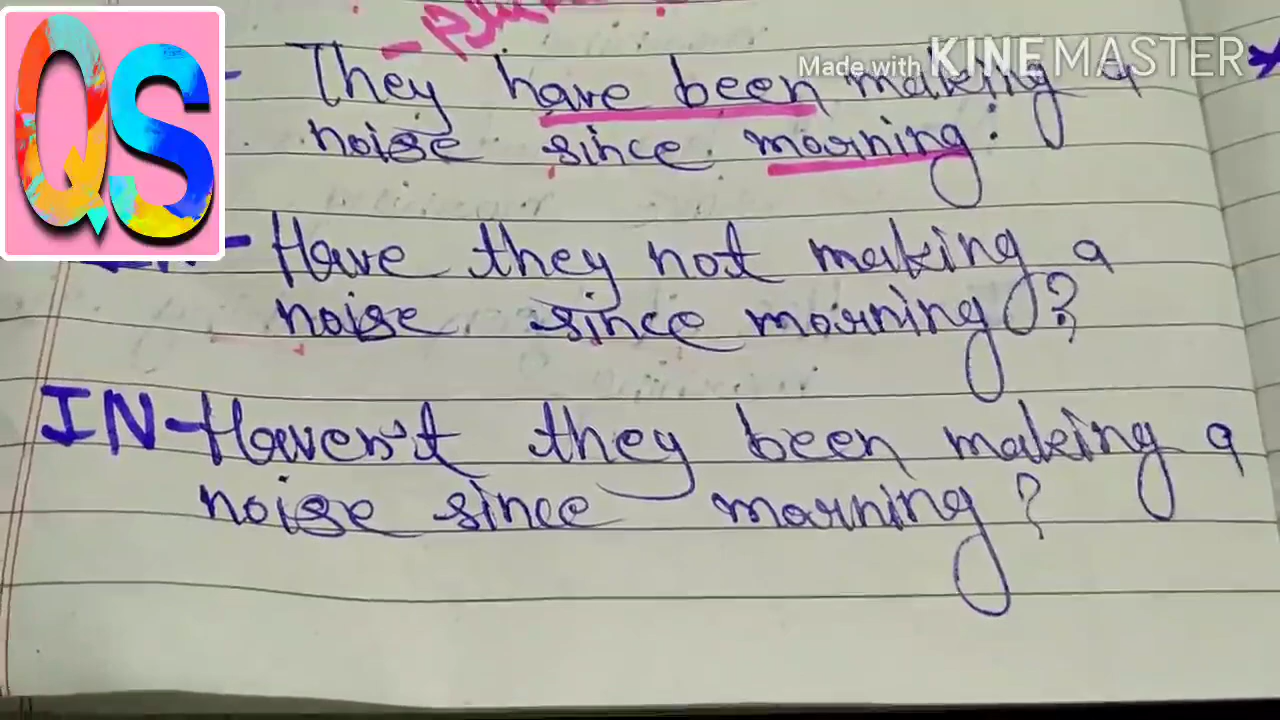 Made with KINEMASTER
QS
- They have been making a
noise since morning.
- Have they not making a
noise since morning?
IN - Haven't they been making a
noise since morning?